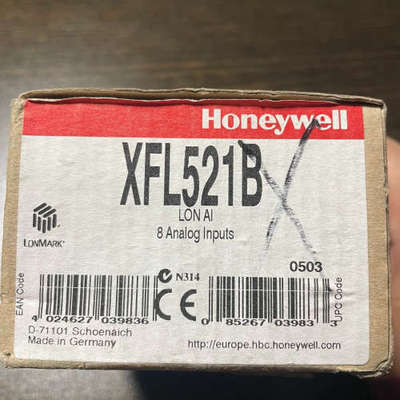 Honeywell
XFL521B
X
LON AI
8 Analog Inputs
LONMARK®
N314
0503
CE
EAN Code
4 024627 039836
0 85267 03983 3
UPC Code
D-71101 Schoenaich
Made in Germany
http://europe.hbc.honeywell.com